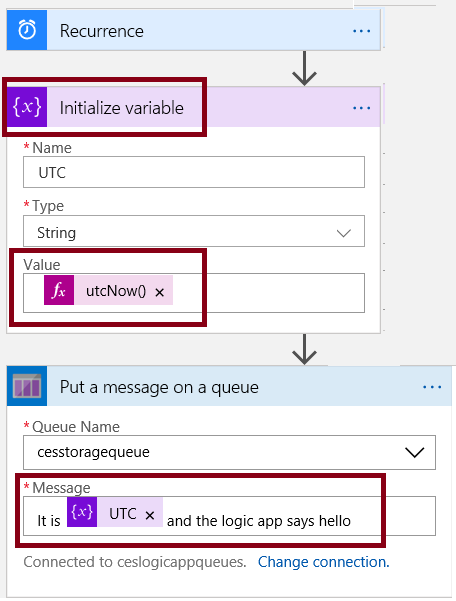 Recurrence ...
{x} Initialize variable ...
* Name
UTC
* Type
String
Value
fx utcNow() ×
Put a message on a queue ...
* Queue Name
cesstoragequeue
* Message
It is {x} UTC × and the logic app says hello
Connected to ceslogicappqueues. Change connection.